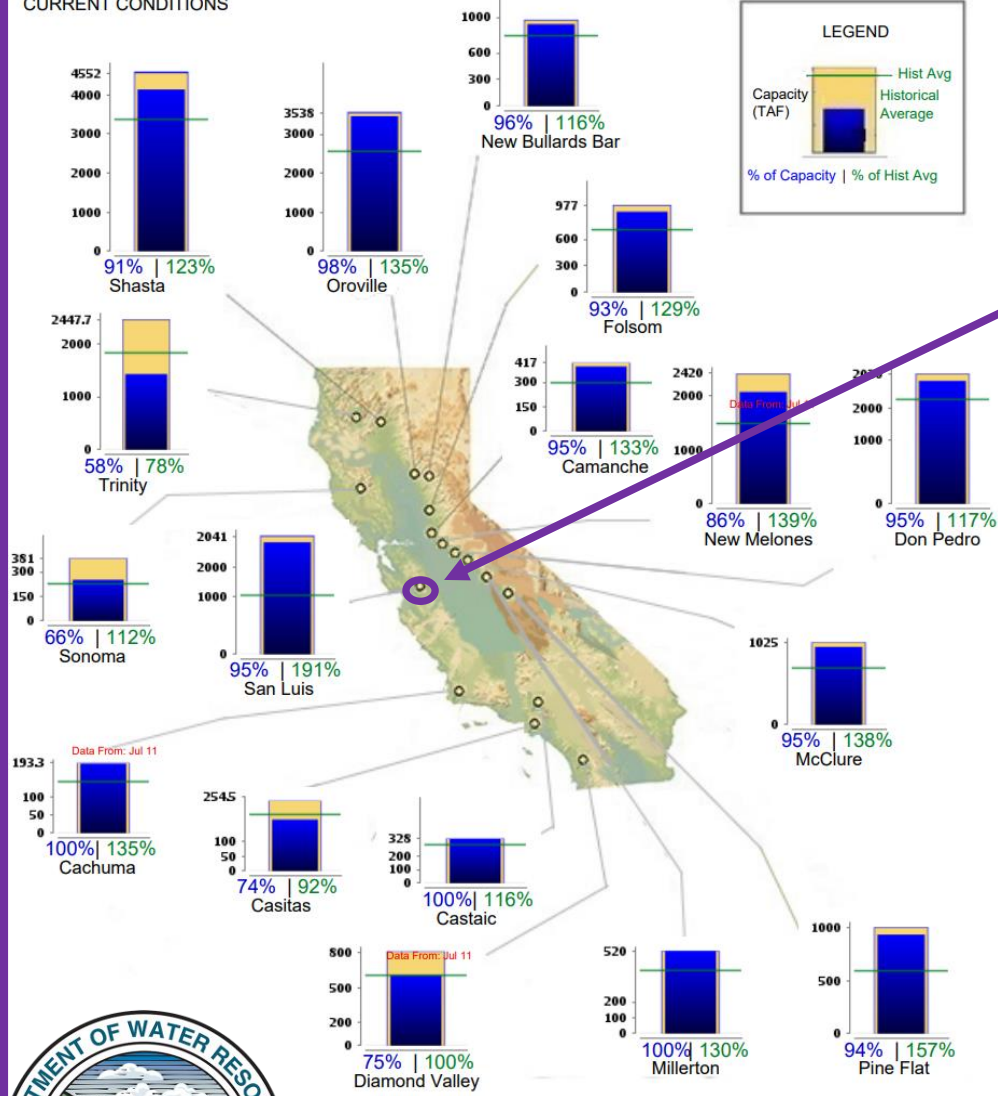 CURRENT CONDITIONS
1000
600
300
0
96% | 116%
New Bullards Bar
LEGEND
Hist Avg
Capacity
(TAF)
Historical
Average
% of Capacity | % of Hist Avg
4552
4000
3000
2000
1000
0
91% | 123%
Shasta
3538
3000
2000
1000
0
98% | 135%
Oroville
977
600
300
0
93% | 129%
Folsom
2447.7
2000
1000
0
58% | 78%
Trinity
417
300
150
0
95% | 133%
Camanche
2420
2000
1000
0
Data From: Jul
86% | 139%
New Melones
2000
1000
0
95% | 117%
Don Pedro
381
300
150
0
66% | 112%
Sonoma
2041
2000
1000
0
95% | 191%
San Luis
1025
0
95% | 138%
McClure
Data From: Jul 11
193.3
100
50
0
100% | 135%
Cachuma
254.5
100
50
0
74% | 92%
Casitas
328
200
100
0
100% | 116%
Castaic
800
500
200
0
Data From: Jul 11
75% | 100%
Diamond Valley
520
200
100
0
100% | 130%
Millerton
1000
500
0
94% | 157%
Pine Flat
TMENT OF WATER RESO